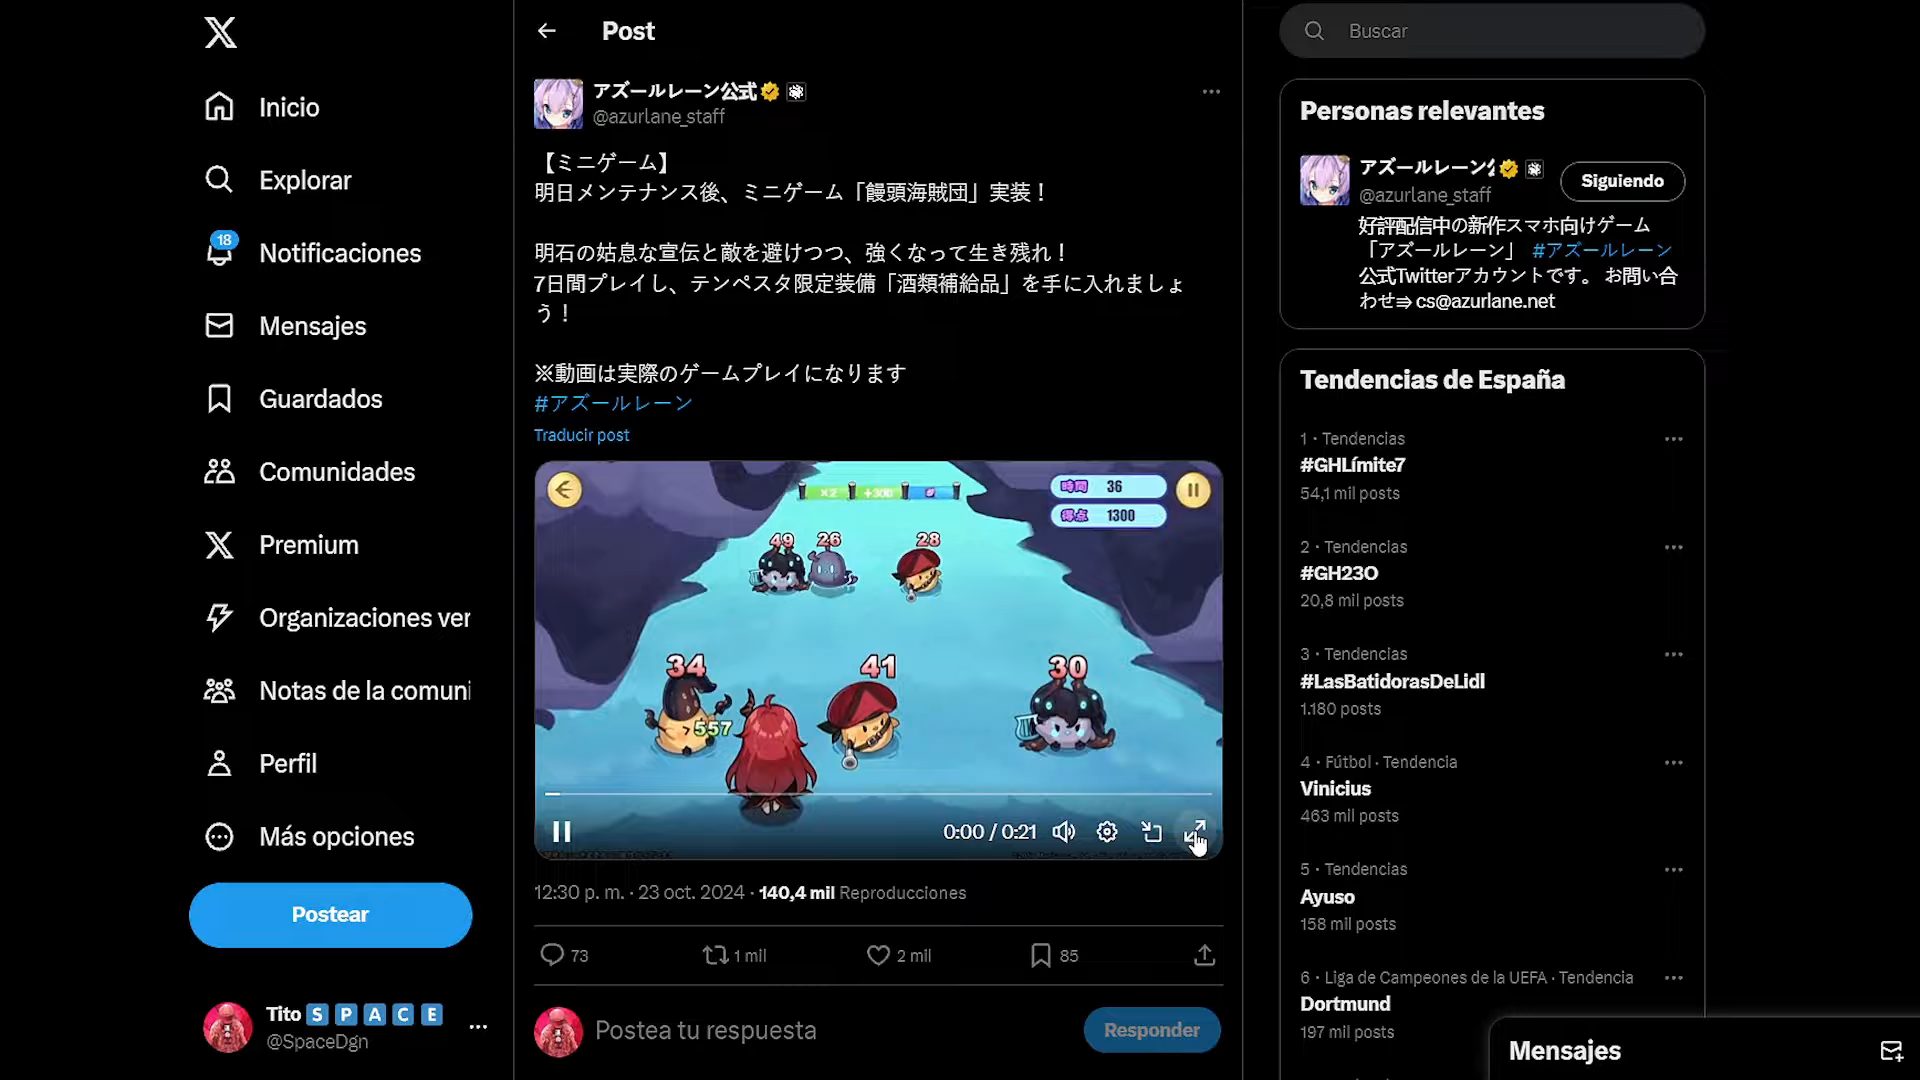 Inicio
Explorar
18
Notificaciones
Mensajes
Guardados
Comunidades
Premium
Organizaciones ver
Notas de la comuni
Perfil
Más opciones
Postear
Tito 🆂🅿🅰🅲🅴
@SpaceDgn
Post
アズールレーン公式
@azurlane_staff
【ミニゲーム】
明日メンテナンス後、ミニゲーム「饅頭海賊団」実装！
明石の姑息な宣伝と敵を避けつつ、強くなって生き残れ！
7日間プレイし、テンペスタ限定装備「酒類補給品」を手に入れましょ
う！
※動画は実際のゲームプレイになります
#アズールレーン
Traducir post
×2 +300
時間 36
得点 1300
49 26 28
34 41 30
557
0:00 / 0:21
12:30 p. m. · 23 oct. 2024 · 140,4 mil Reproducciones
73 1 mil 2 mil 85
Postea tu respuesta
Responder
Buscar
Personas relevantes
アズールレーン公
@azurlane_staff
Siguiendo
好評配信中の新作スマホ向けゲーム
「アズールレーン」 #アズールレーン
公式Twitterアカウントです。 お問い合
わせ⇒ cs@azurlane.net
Tendencias de España
1 · Tendencias
#GHLímite7
54,1 mil posts
2 · Tendencias
#GH23O
20,8 mil posts
3 · Tendencias
#LasBatidorasDeLidl
1.180 posts
4 · Fútbol · Tendencia
Vinicius
463 mil posts
5 · Tendencias
Ayuso
158 mil posts
6 · Liga de Campeones de la UEFA · Tendencia
Dortmund
197 mil posts
Mensajes